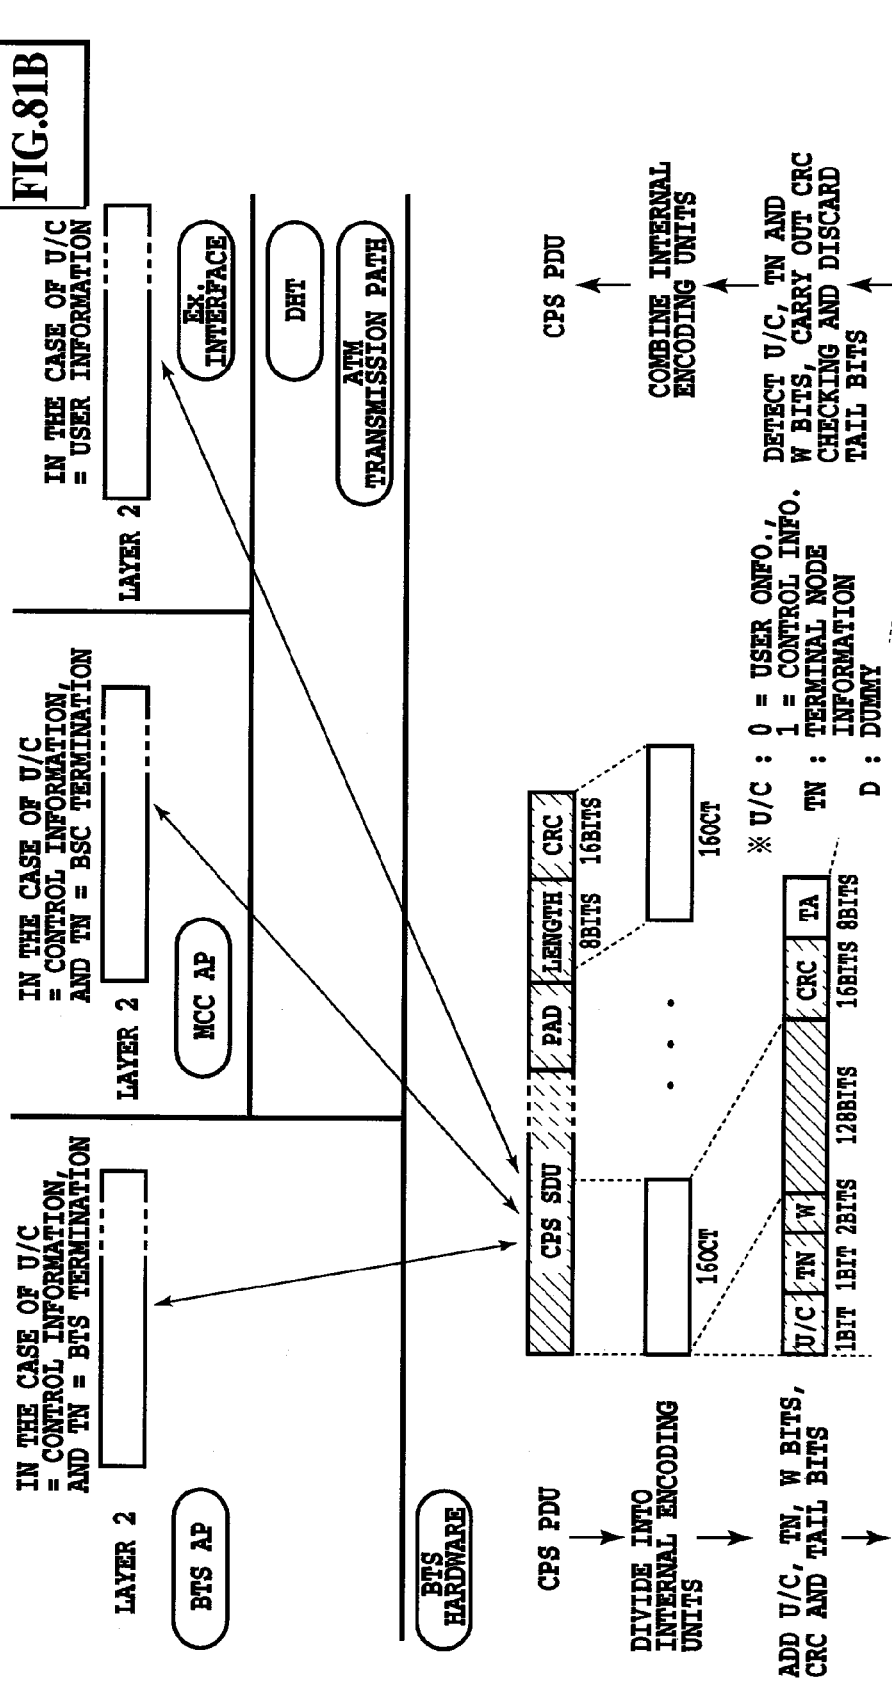 FIG.81B
IN THE CASE OF U/C
= CONTROL INFORMATION,
AND TN = BTS TERMINATION
LAYER 2
BTS AP
IN THE CASE OF U/C
= CONTROL INFORMATION,
AND TN = BSC TERMINATION
LAYER 2
MCC AP
IN THE CASE OF U/C
= USER INFORMATION
LAYER 2
EX.
INTERFACE
DHT
ATM
TRANSMISSION PATH
BTS
HARDWARE
CPS PDU
DIVIDE INTO
INTERNAL ENCODING
UNITS
ADD U/C, TN, W BITS,
CRC AND TAIL BITS
CPS SDU
PAD
LENGTH
CRC
8BITS
16BITS
16OCT
16OCT
U/C
TN
W
CRC
TA
1BIT
1BIT
2BITS
128BITS
16BITS
8BITS
CPS PDU
COMBINE INTERNAL
ENCODING UNITS
DETECT U/C, TN AND
W BITS, CARRY OUT CRC
CHECKING AND DISCARD
TAIL BITS
※ U/C : 0 = USER ONFO.,
1 = CONTROL INFO.
TN : TERMINAL NODE
INFORMATION
D : DUMMY